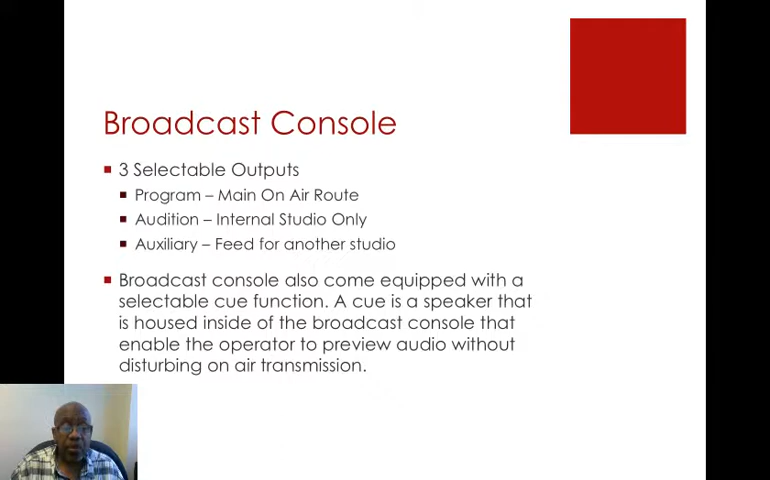 Broadcast Console
3 Selectable Outputs
Program – Main On Air Route
Audition – Internal Studio Only
Auxiliary – Feed for another studio
Broadcast console also come equipped with a
selectable cue function. A cue is a speaker that
is housed inside of the broadcast console that
enable the operator to preview audio without
disturbing on air transmission.